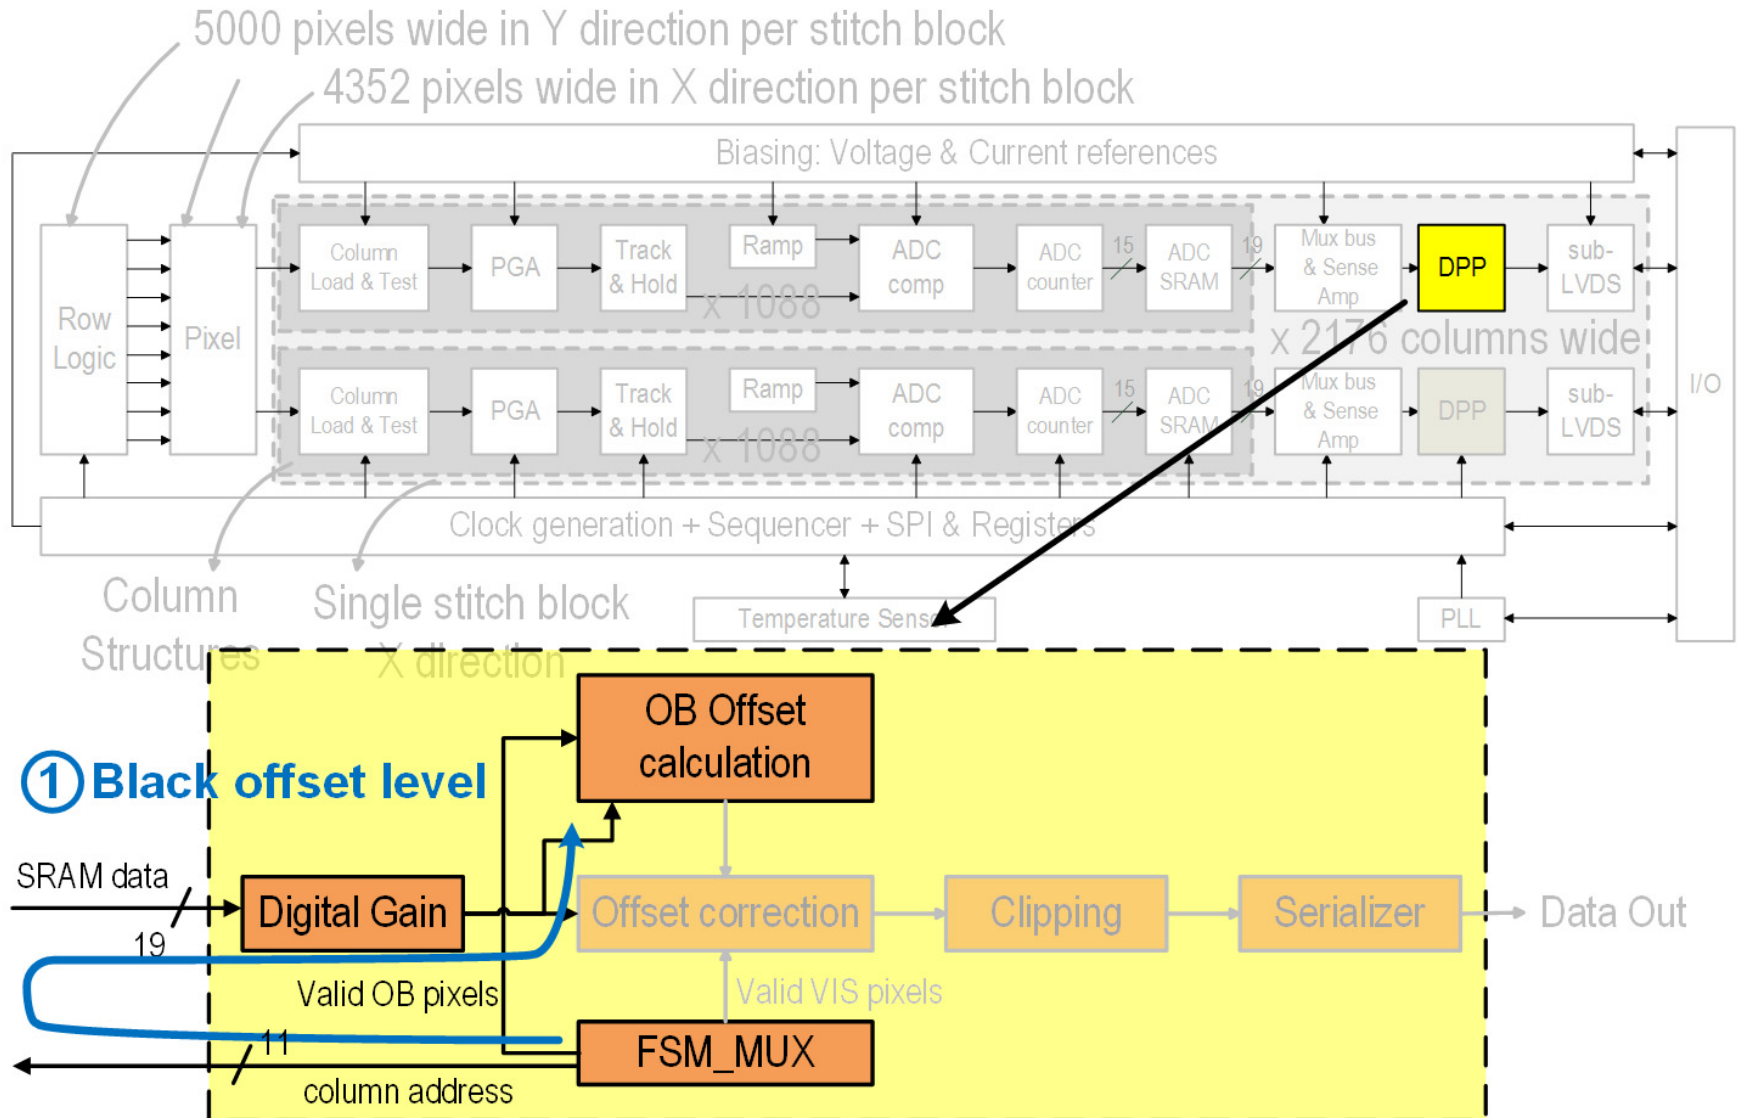 5000 pixels wide in Y direction per stitch block
4352 pixels wide in X direction per stitch block
Biasing: Voltage & Current references
Row
Logic
Pixel
Column
Load & Test
PGA
Track
& Hold
Ramp
x 1088
ADC
comp
ADC
counter
15
ADC
SRAM
19
Mux bus
& Sense
Amp
DPP
sub-
LVDS
x 2176 columns wide
I/O
Column
Load & Test
PGA
Track
& Hold
Ramp
x 1088
ADC
comp
ADC
counter
15
ADC
SRAM
19
Mux bus
& Sense
Amp
DPP
sub-
LVDS
Clock generation + Sequencer + SPI & Registers
Column
Structures
Single stitch block
X direction
Temperature Sensor
PLL
OB Offset
calculation
1 Black offset level
SRAM data
19
Digital Gain
Offset correction
Clipping
Serializer
Data Out
Valid OB pixels
Valid VIS pixels
11
FSM_MUX
column address